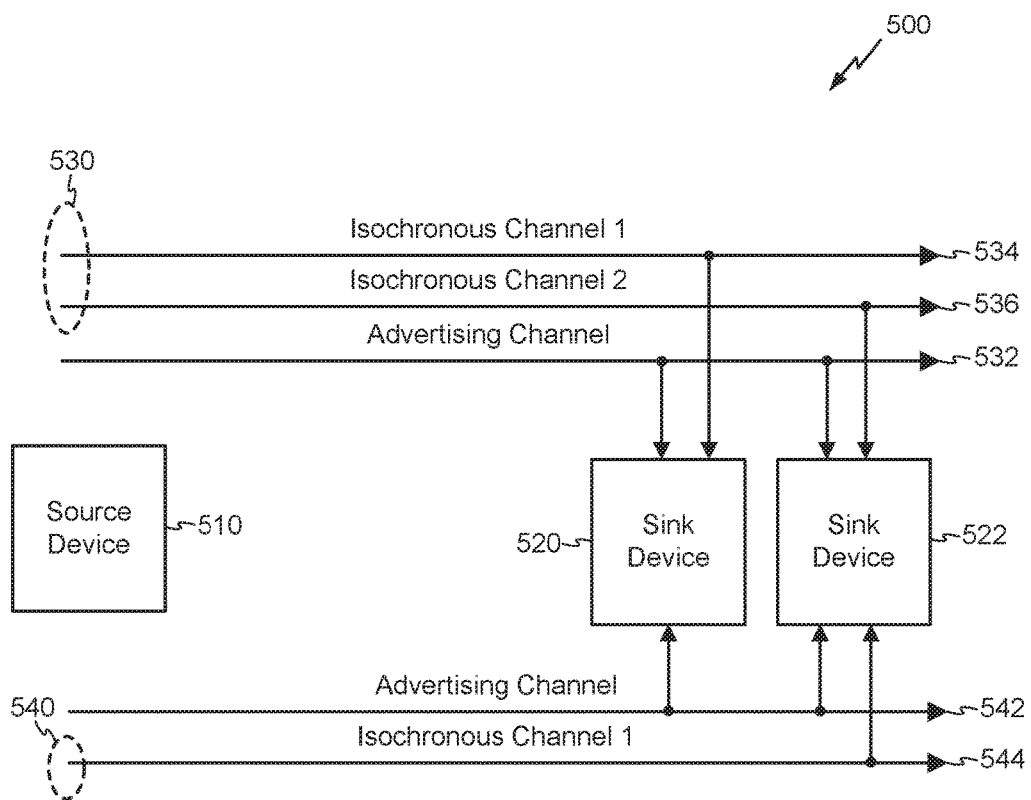 500
530
Isochronous Channel 1
534
Isochronous Channel 2
536
Advertising Channel
532
Source
Device
510
520
Sink
Device
Sink
Device
522
Advertising Channel
542
540
Isochronous Channel 1
544